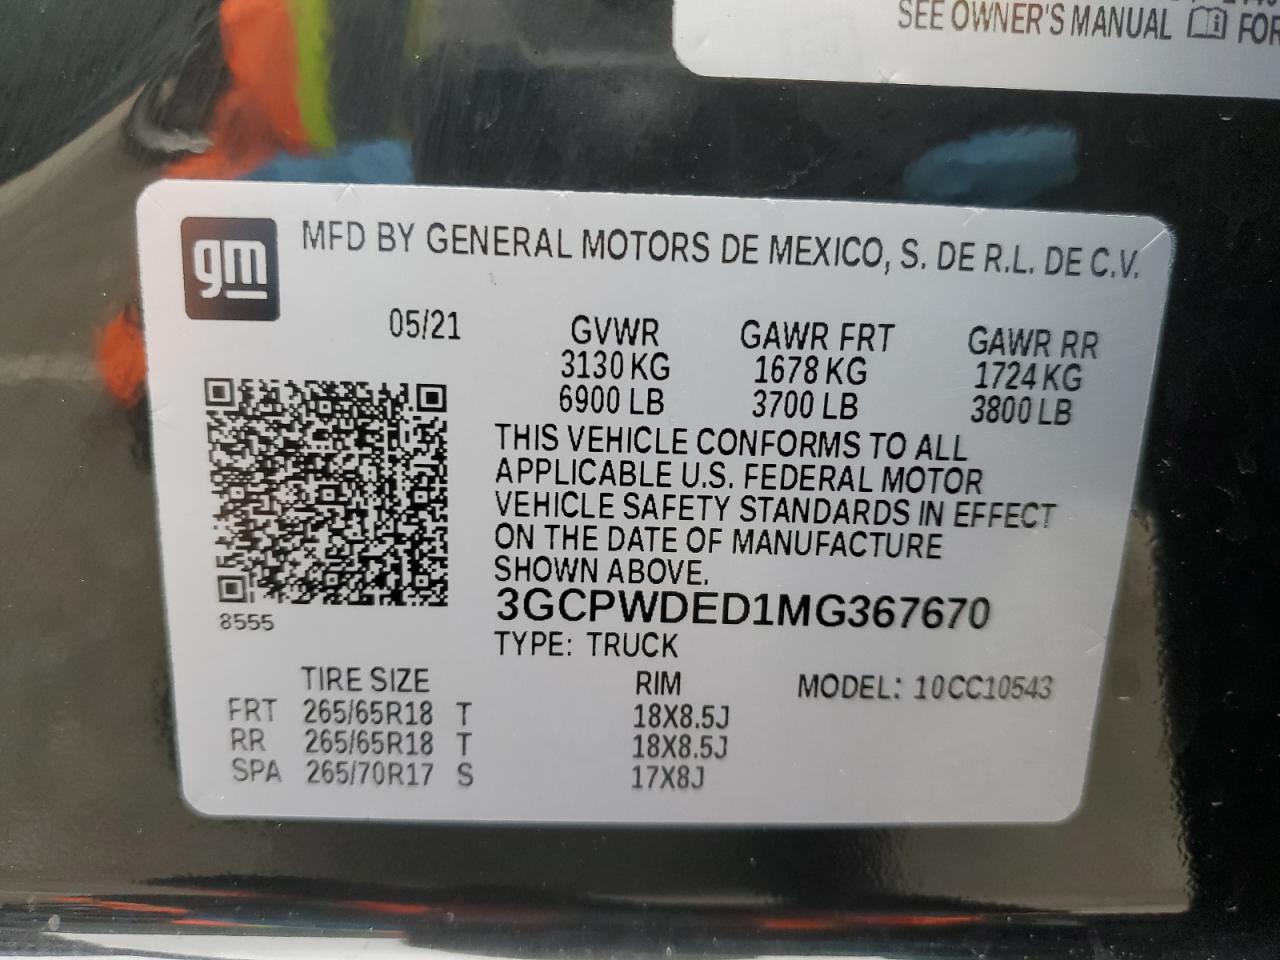 SEE OWNER'S MANUAL FOR
gm
MFD BY GENERAL MOTORS DE MEXICO, S. DE R.L. DE C.V.
05/21 GVWR GAWR FRT GAWR RR
3130 KG 1678 KG 1724 KG
6900 LB 3700 LB 3800 LB
THIS VEHICLE CONFORMS TO ALL
APPLICABLE U.S. FEDERAL MOTOR
VEHICLE SAFETY STANDARDS IN EFFECT
ON THE DATE OF MANUFACTURE
SHOWN ABOVE.
3GCPWDED1MG367670
8555
TYPE: TRUCK
TIRE SIZE RIM MODEL: 10CC10543
FRT 265/65R18 T 18X8.5J
RR 265/65R18 T 18X8.5J
SPA 265/70R17 S 17X8J